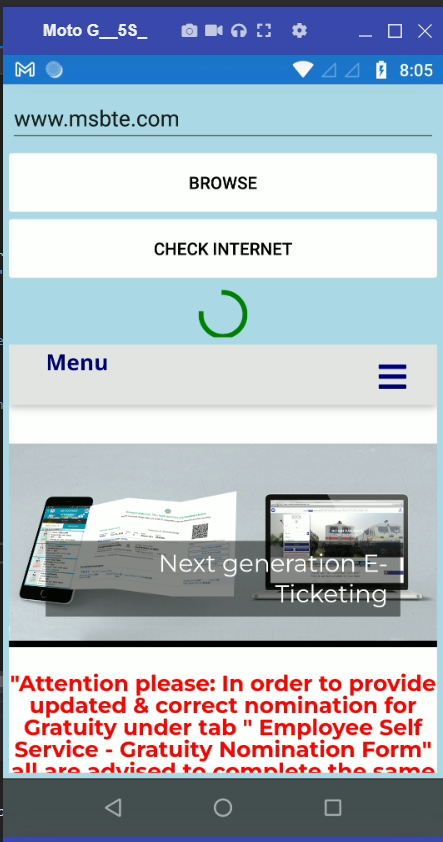 Moto G__5S_
8:05
www.msbte.com
BROWSE
CHECK INTERNET
Menu
Next generation E-
Ticketing
"Attention please: In order to provide
updated & correct nomination for
Gratuity under tab " Employee Self
Service - Gratuity Nomination Form"
all are advised to complete the same